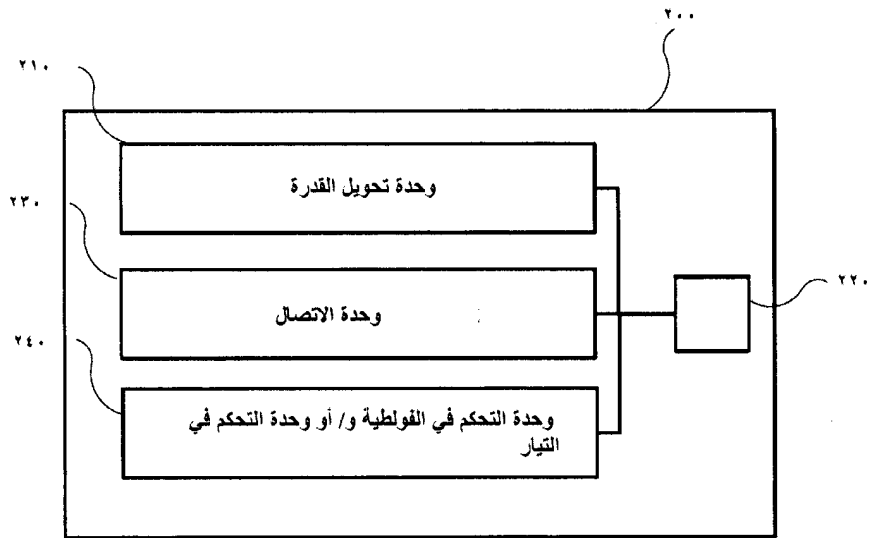 ٢٠٠
٢١٠
وحدة تحويل القدرة
٢٣٠
٢٢٠
وحدة الاتصال
٢٤٠
وحدة التحكم في الفولطية و/ أو وحدة التحكم في
التيار